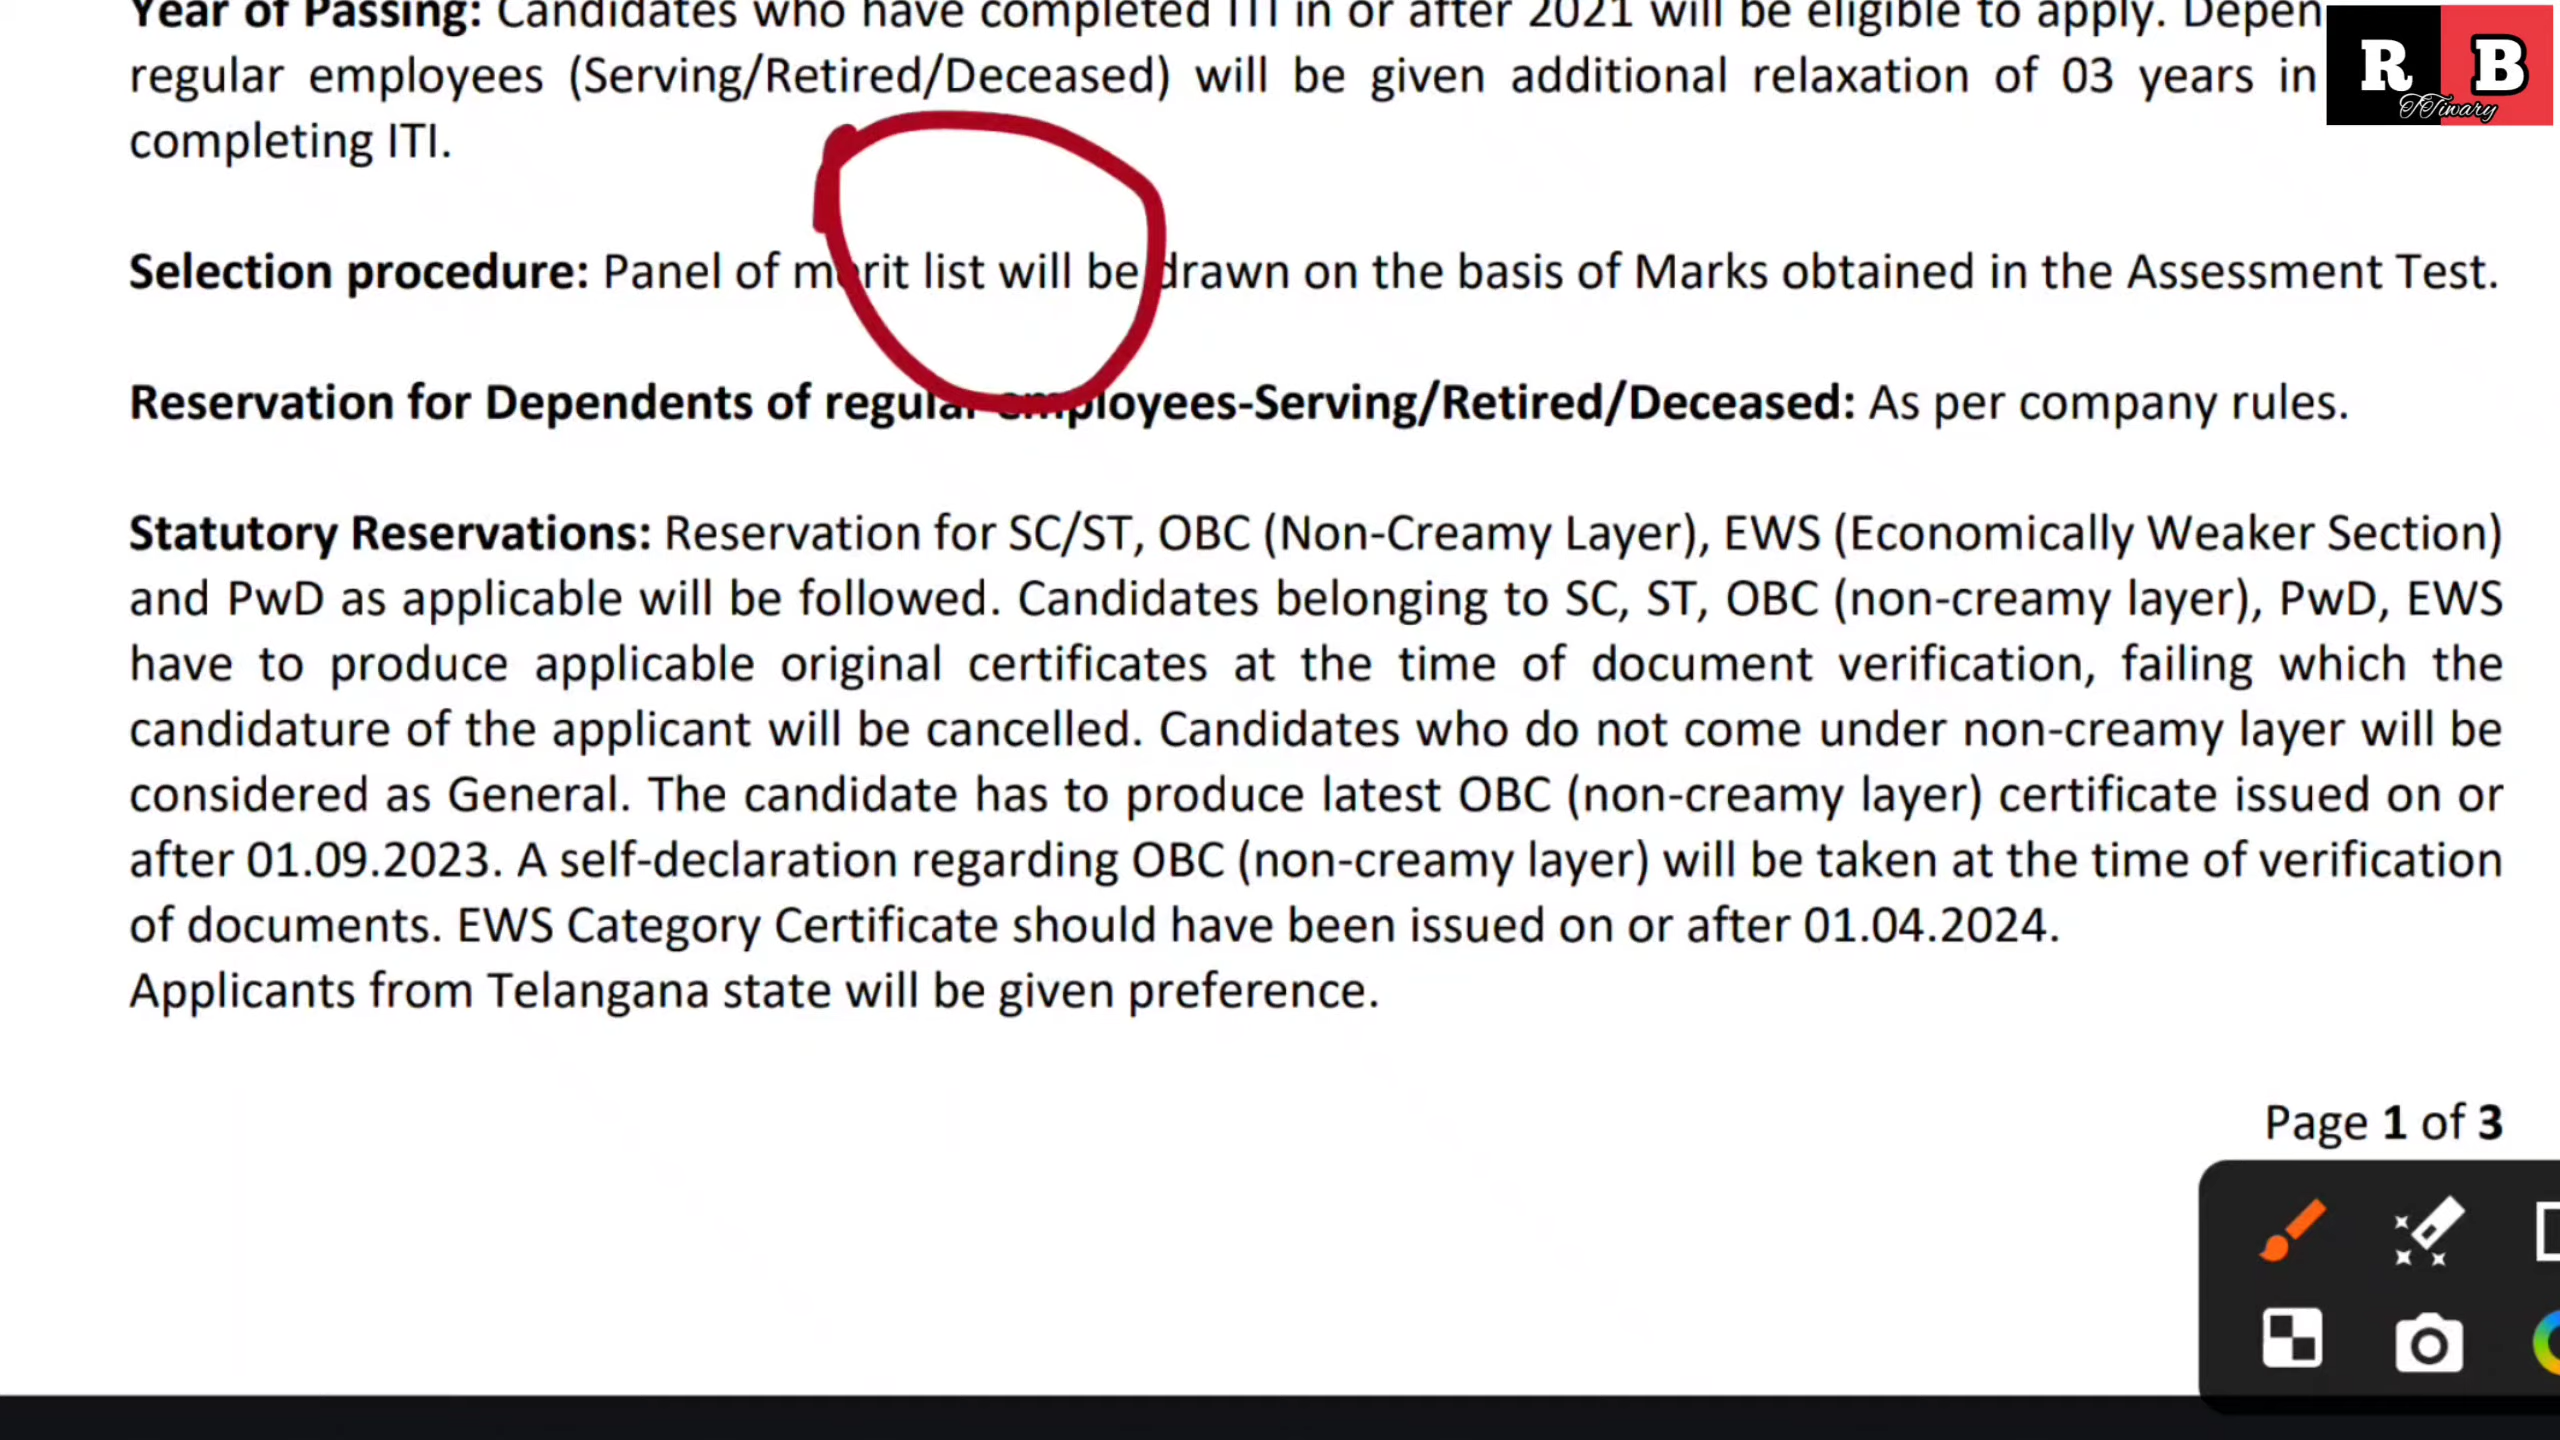 Year of Passing: Candidates who have completed ITI in or after 2021 will be eligible to apply. Depen
R B
regular employees (Serving/Retired/Deceased) will be given additional relaxation of 03 years in
Tiwary
completing ITI.
Selection procedure: Panel of merit list will be drawn on the basis of Marks obtained in the Assessment Test.
Reservation for Dependents of regular employees-Serving/Retired/Deceased: As per company rules.
Statutory Reservations: Reservation for SC/ST, OBC (Non-Creamy Layer), EWS (Economically Weaker Section)
and PwD as applicable will be followed. Candidates belonging to SC, ST, OBC (non-creamy layer), PwD, EWS
have to produce applicable original certificates at the time of document verification, failing which the
candidature of the applicant will be cancelled. Candidates who do not come under non-creamy layer will be
considered as General. The candidate has to produce latest OBC (non-creamy layer) certificate issued on or
after 01.09.2023. A self-declaration regarding OBC (non-creamy layer) will be taken at the time of verification
of documents. EWS Category Certificate should have been issued on or after 01.04.2024.
Applicants from Telangana state will be given preference.
Page 1 of 3